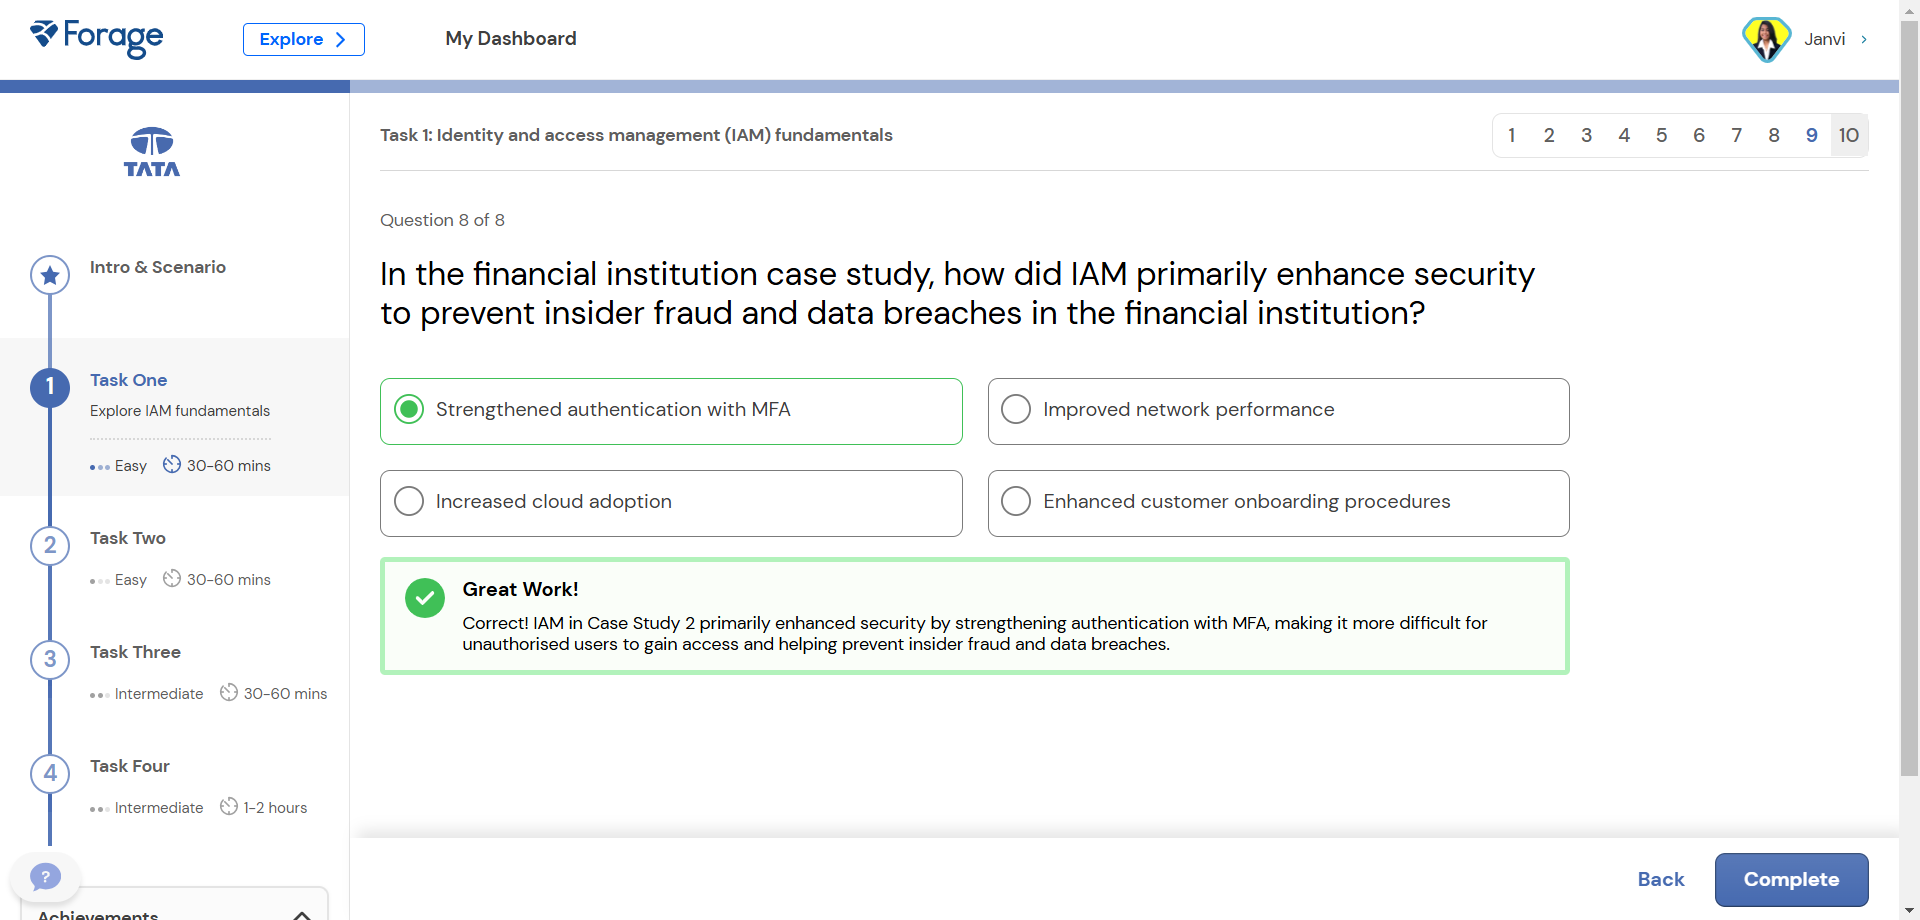 Forage
Explore
My Dashboard
Janvi
TATA
Task 1: Identity and access management (IAM) fundamentals
1 2 3 4 5 6 7 8 9 10
Question 8 of 8
In the financial institution case study, how did IAM primarily enhance security
to prevent insider fraud and data breaches in the financial institution?
Strengthened authentication with MFA
Improved network performance
Increased cloud adoption
Enhanced customer onboarding procedures
Great Work!
Correct! IAM in Case Study 2 primarily enhanced security by strengthening authentication with MFA, making it more difficult for
unauthorised users to gain access and helping prevent insider fraud and data breaches.
Intro & Scenario
1
Task One
Explore IAM fundamentals
Easy 30-60 mins
2
Task Two
Easy 30-60 mins
3
Task Three
Intermediate 30-60 mins
4
Task Four
Intermediate 1-2 hours
?
Achievements
Back
Complete